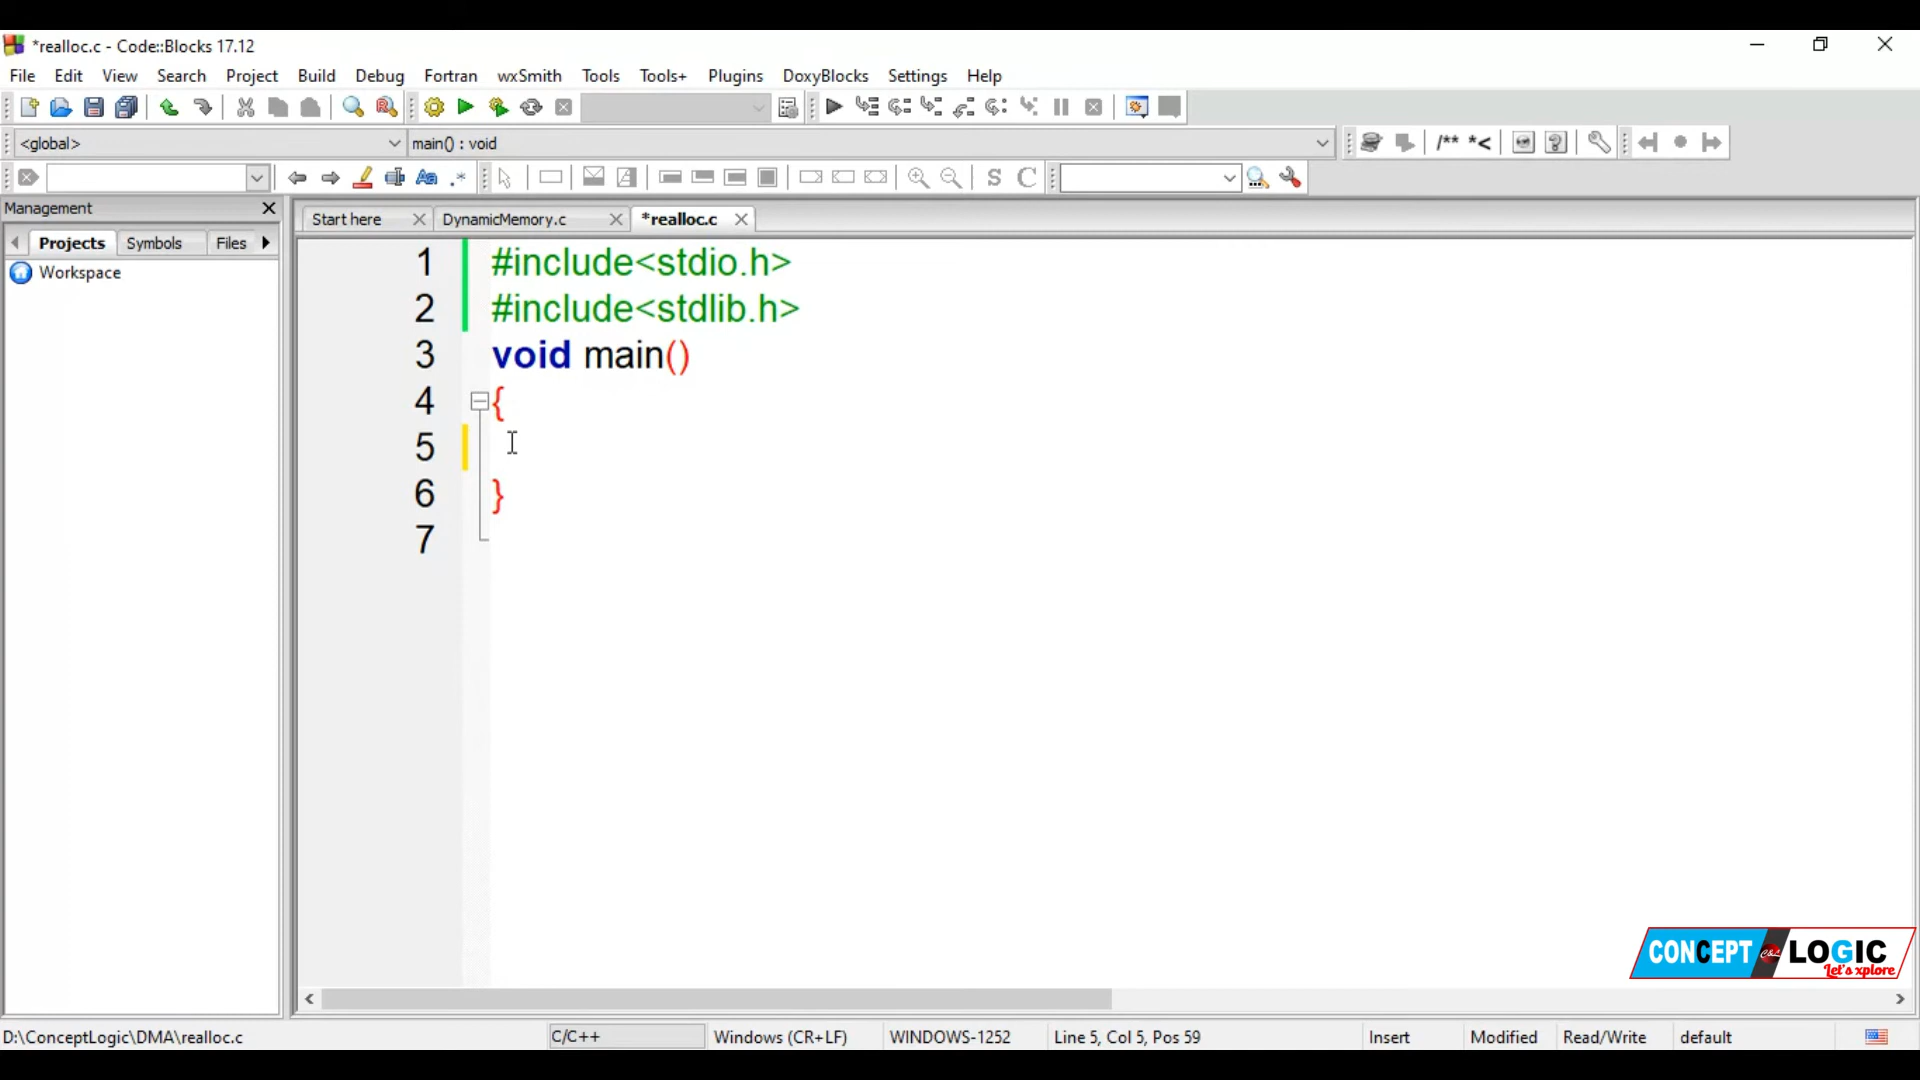 *realloc.c - Code::Blocks 17.12
File Edit View Search Project Build Debug Fortran wxSmith Tools Tools+ Plugins DoxyBlocks Settings Help
<global> main() : void /** *<
Aa .* S C
Management
Start here DynamicMemory.c *realloc.c
Projects Symbols Files
Workspace
1 #include<stdio.h>
2 #include<stdlib.h>
3 void main()
4 {
5
6 }
7
CONCEPT C&L LOGIC
Let's xplore
D:\ConceptLogic\DMA\realloc.c C/C++ Windows (CR+LF) WINDOWS-1252 Line 5, Col 5, Pos 59 Insert Modified Read/Write default